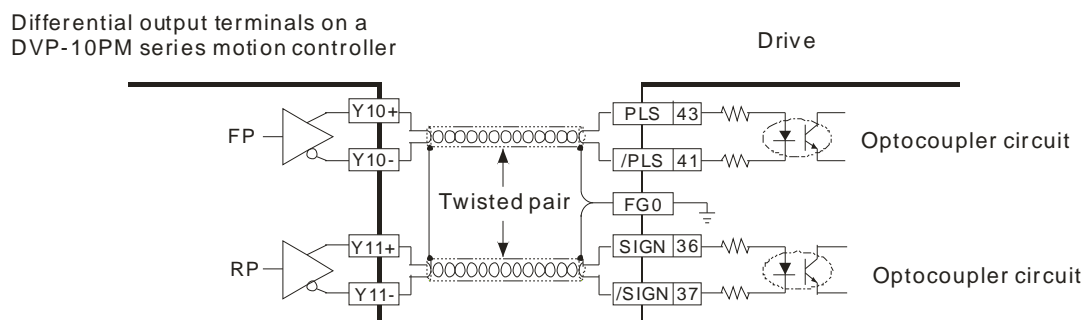 Differential output terminals on a
DVP-10PM series motion controller
Drive
Y10+
PLS 43
FP
Optocoupler circuit
Y10-
/PLS 41
Twisted pair
FG0
Y11+
SIGN 36
RP
Optocoupler circuit
Y11-
/SIGN 37